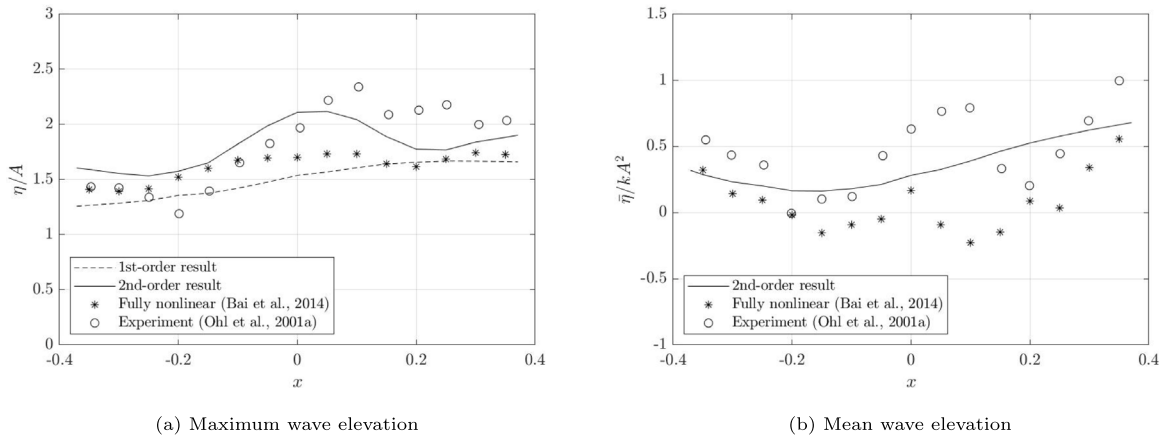 3
2.5
2
1.5
1
0.5
0
-0.4
-0.2
0
0.2
0.4
η/A
x
1st-order result
2nd-order result
Fully nonlinear (Bai et al., 2014)
Experiment (Ohl et al., 2001a)
(a) Maximum wave elevation
1.5
1
0.5
0
-0.5
-1
-0.4
-0.2
0
0.2
0.4
η̄/kA²
x
2nd-order result
Fully nonlinear (Bai et al., 2014)
Experiment (Ohl et al., 2001a)
(b) Mean wave elevation